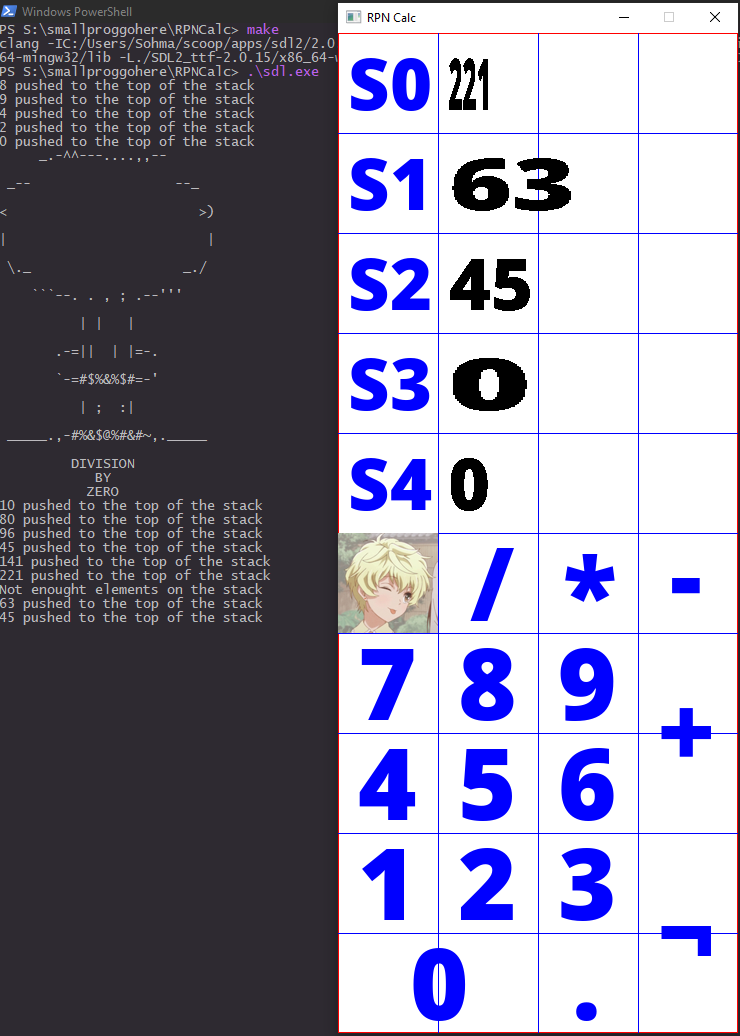 Windows PowerShell
PS S:\smallproggohere\RPNCalc> make
clang -IC:/Users/Sohma/scoop/apps/sdl2/2.0
64-mingw32/lib -L./SDL2_ttf-2.0.15/x86_64-
PS S:\smallproggohere\RPNCalc> .\sdl.exe
8 pushed to the top of the stack
9 pushed to the top of the stack
4 pushed to the top of the stack
2 pushed to the top of the stack
0 pushed to the top of the stack
     _.-^^---....,,--
 _--                  --_
<                        >)
|                          |
 \._                   _./
    ```--. . , ; .--'''
          | |   |
       .-=||  | |=-.
       `-=#$%&%$#=-'
          | ;  :|
 _____.,-#%&$@%#&#~,._____
         DIVISION
            BY
           ZERO
10 pushed to the top of the stack
80 pushed to the top of the stack
96 pushed to the top of the stack
45 pushed to the top of the stack
141 pushed to the top of the stack
221 pushed to the top of the stack
Not enought elements on the stack
63 pushed to the top of the stack
45 pushed to the top of the stack
RPN Calc
S0 221
S1 63
S2 45
S3 0
S4 0
/ * -
7 8 9
+
4 5 6
1 2 3
¬
0 .